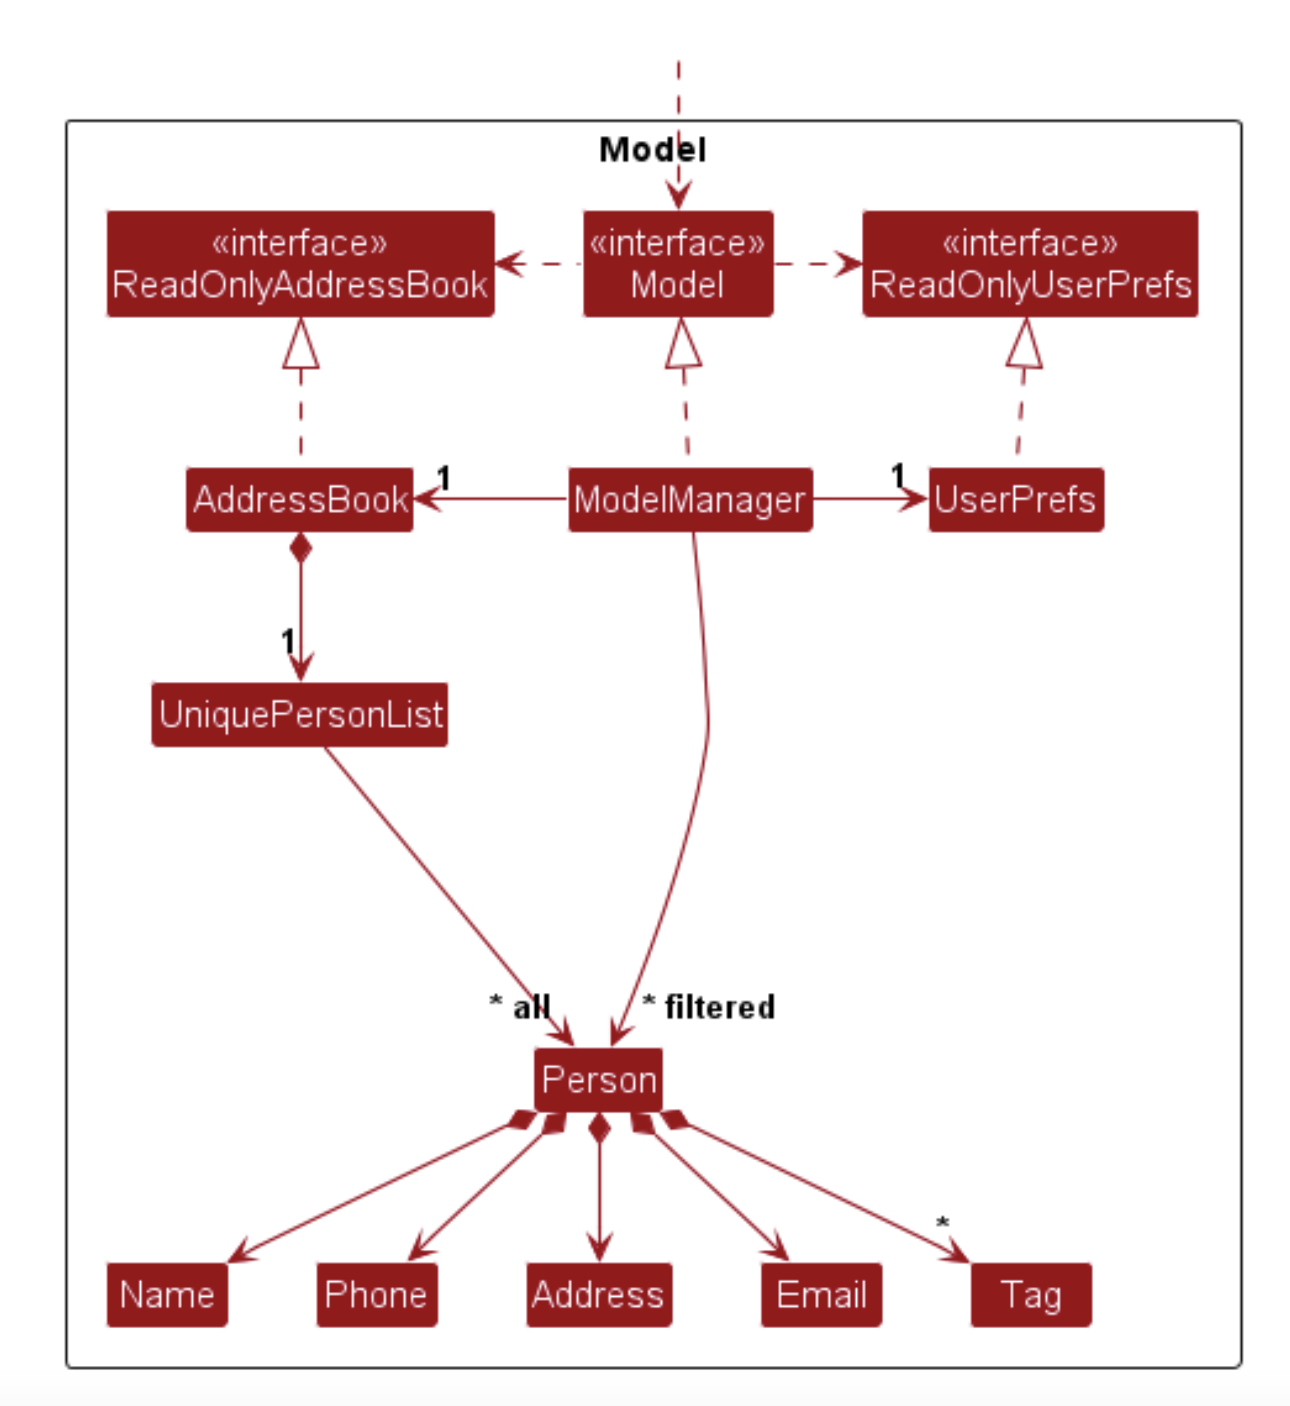 Model
«interface»
ReadOnlyAddressBook
«interface»
Model
«interface»
ReadOnlyUserPrefs
AddressBook
1
ModelManager
1
UserPrefs
1
UniquePersonList
* all
* filtered
Person
*
Name
Phone
Address
Email
Tag